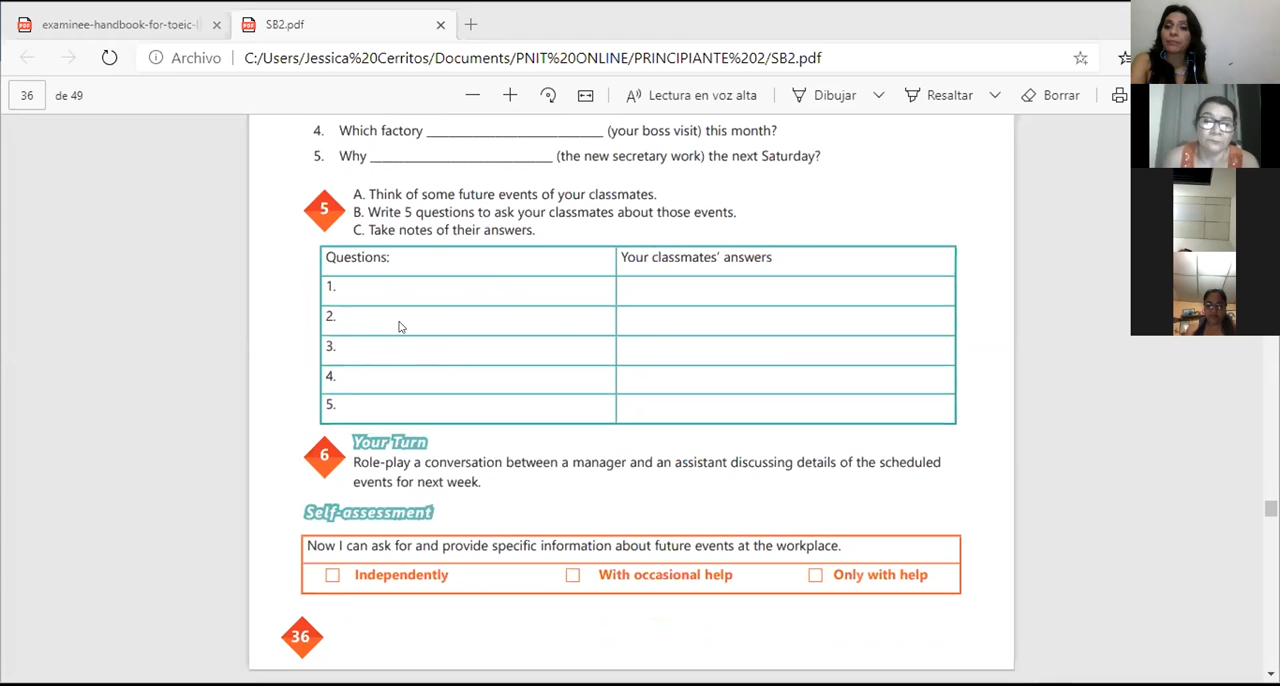 examinee-handbook-for-toeic-l
SB2.pdf
Archivo
C:/Users/Jessica%20Cerritos/Documents/PNIT%20ONLINE/PRINCIPIANTE%202/SB2.pdf
36
de 49
Lectura en voz alta
Dibujar
Resaltar
Borrar
4. Which factory ____________________________ (your boss visit) this month?
5. Why _____________________________ (the new secretary work) the next Saturday?
5
A. Think of some future events of your classmates.
B. Write 5 questions to ask your classmates about those events.
C. Take notes of their answers.
Questions:
Your classmates' answers
1.
2.
3.
4.
5.
6
Your Turn
Role-play a conversation between a manager and an assistant discussing details of the scheduled
events for next week.
Self-assessment
Now I can ask for and provide specific information about future events at the workplace.
Independently
With occasional help
Only with help
36